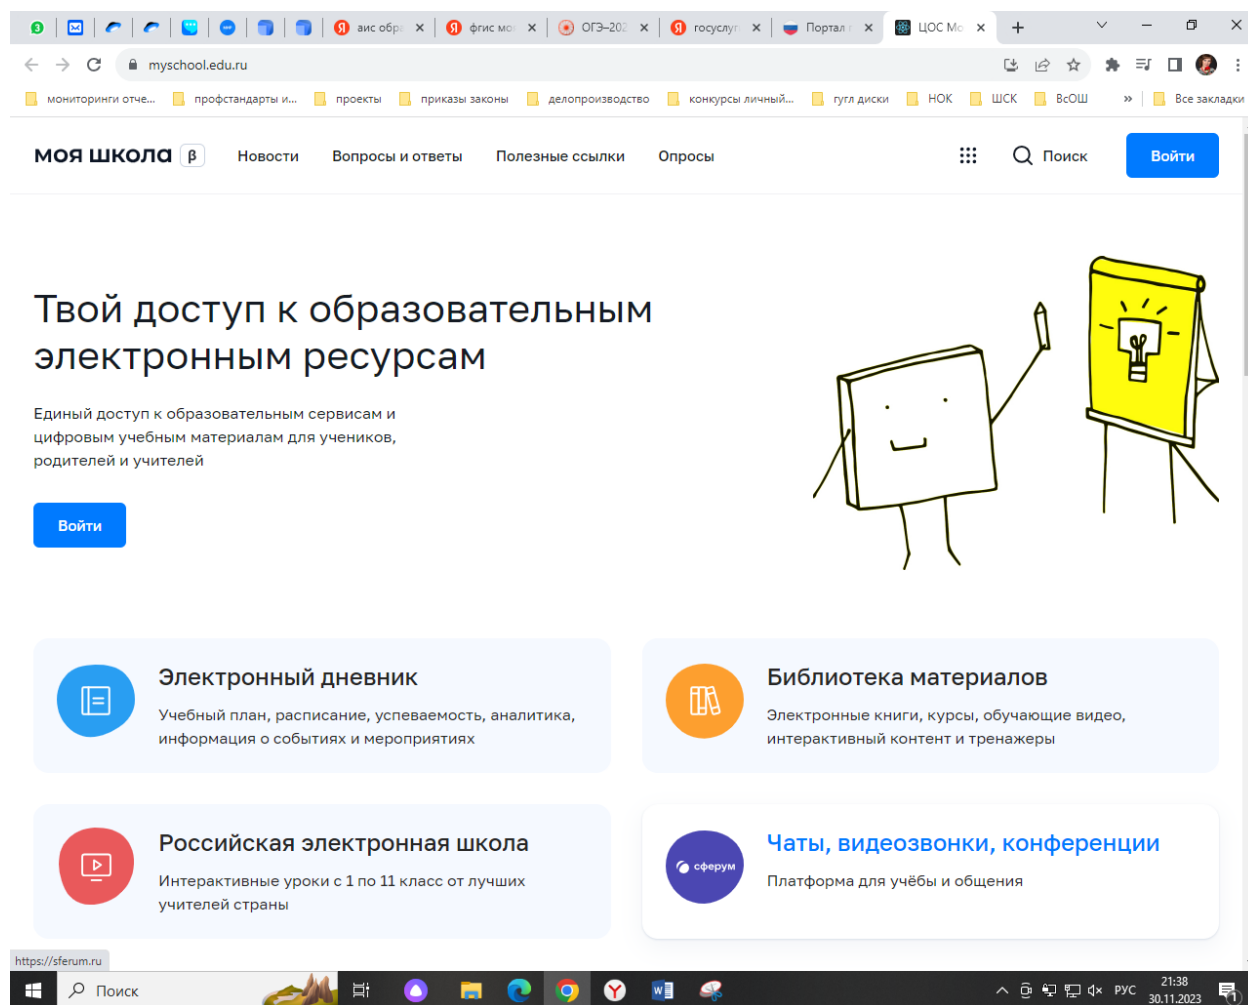 3
аис обр
фгис мо
ОГЭ–202
госуслуг
Портал г
ЦОС Мо
myschool.edu.ru
мониторинги отче...
профстандарты и...
проекты
приказы законы
делопроизводство
конкурсы личный...
гугл диски
НОК
ШСК
ВсОШ
»
Все закладки
моя школа β
Новости
Вопросы и ответы
Полезные ссылки
Опросы
Поиск
Войти
Твой доступ к образовательным
электронным ресурсам
Единый доступ к образовательным сервисам и
цифровым учебным материалам для учеников,
родителей и учителей
Войти
Электронный дневник
Учебный план, расписание, успеваемость, аналитика,
информация о событиях и мероприятиях
Библиотека материалов
Электронные книги, курсы, обучающие видео,
интерактивный контент и тренажеры
Российская электронная школа
Интерактивные уроки с 1 по 11 класс от лучших
учителей страны
сферум
Чаты, видеозвонки, конференции
Платформа для учёбы и общения
https://sferum.ru
Поиск
РУС
21:38
30.11.2023